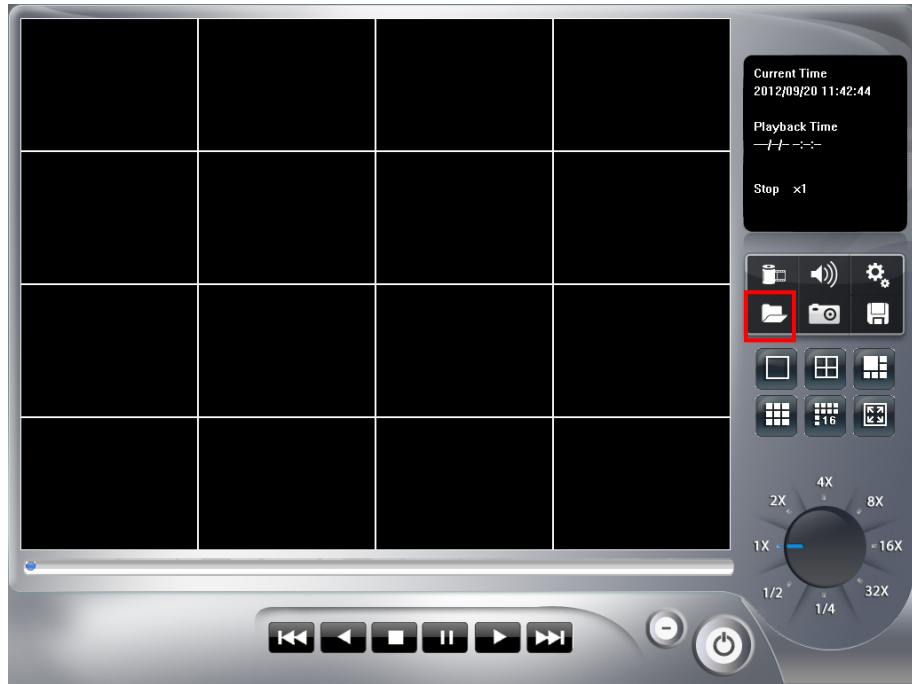 Current Time
2012/09/20 11:42:44
Playback Time
--/-/- -:-:-
Stop x1
16
4X
2X
8X
1X
16X
1/2
32X
1/4